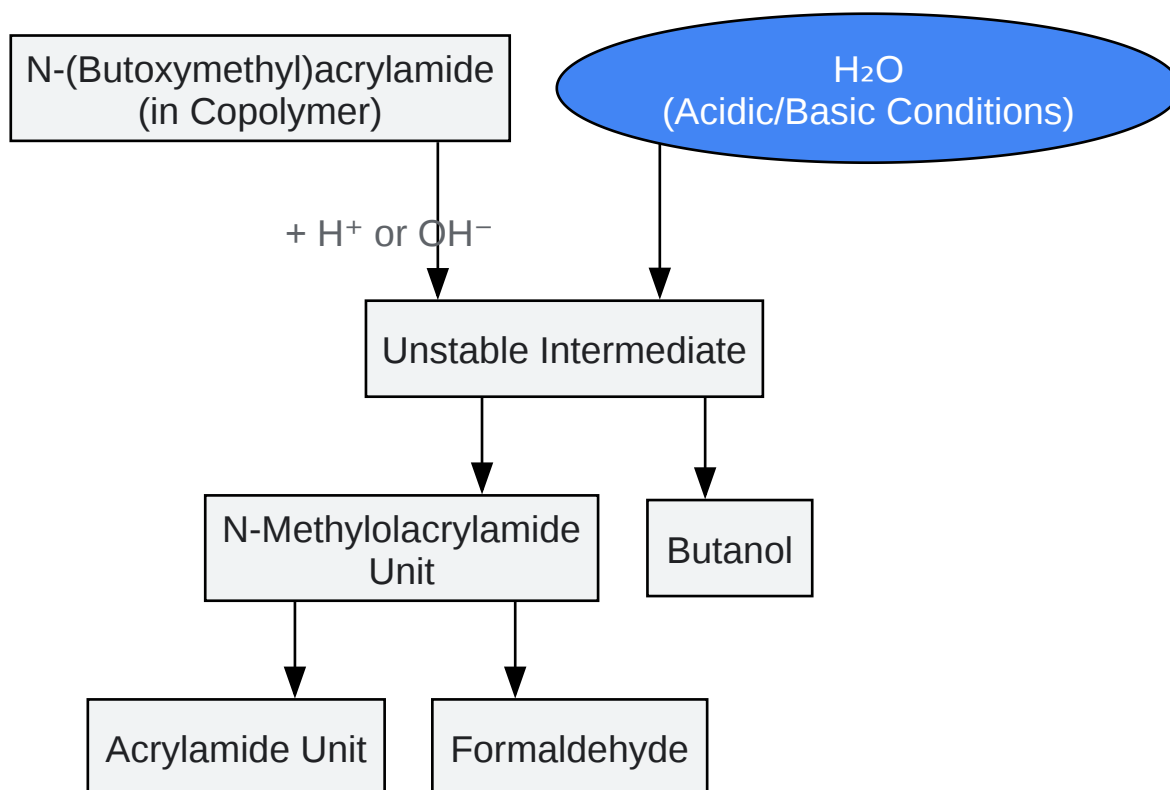 N-(Butoxymethyl)acrylamide
(in Copolymer)
H₂O
(Acidic/Basic Conditions)
+ H⁺ or OH⁻
Unstable Intermediate
N-Methylolacrylamide
Unit
Butanol
Acrylamide Unit
Formaldehyde